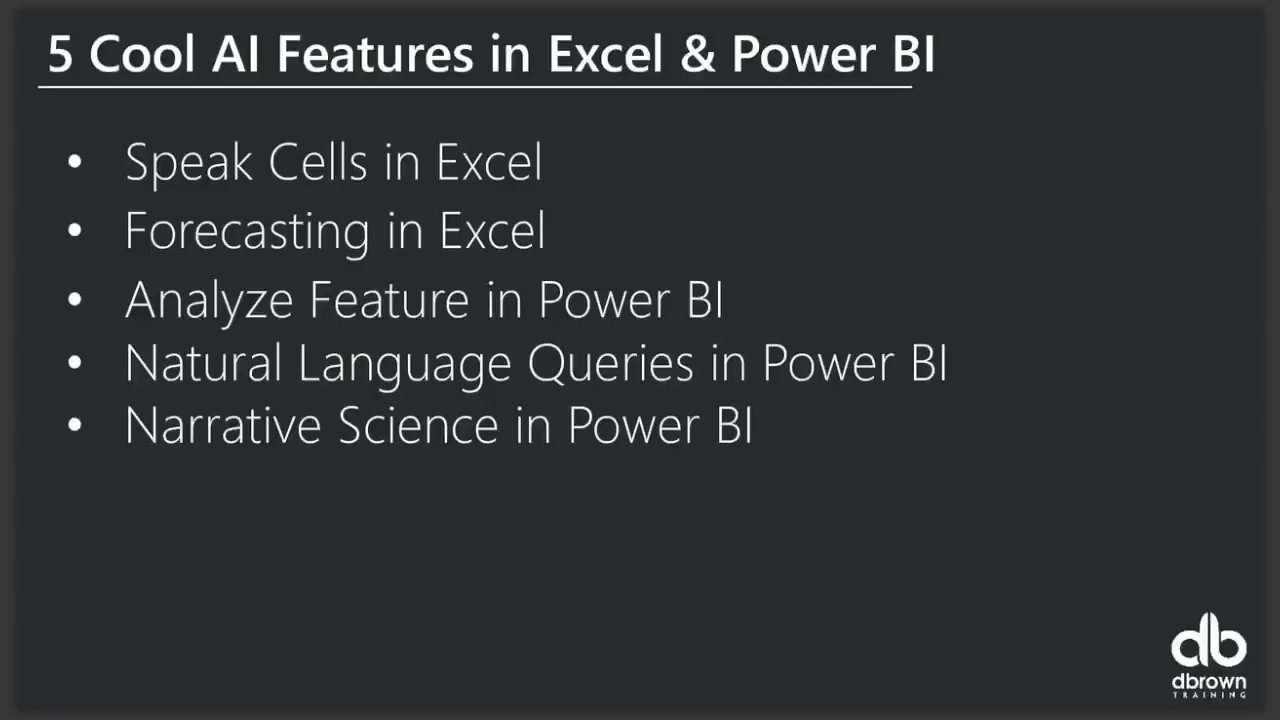 5 Cool AI Features in Excel & Power BI
• Speak Cells in Excel
• Forecasting in Excel
• Analyze Feature in Power BI
• Natural Language Queries in Power BI
• Narrative Science in Power BI
db
dbrown
TRAINING